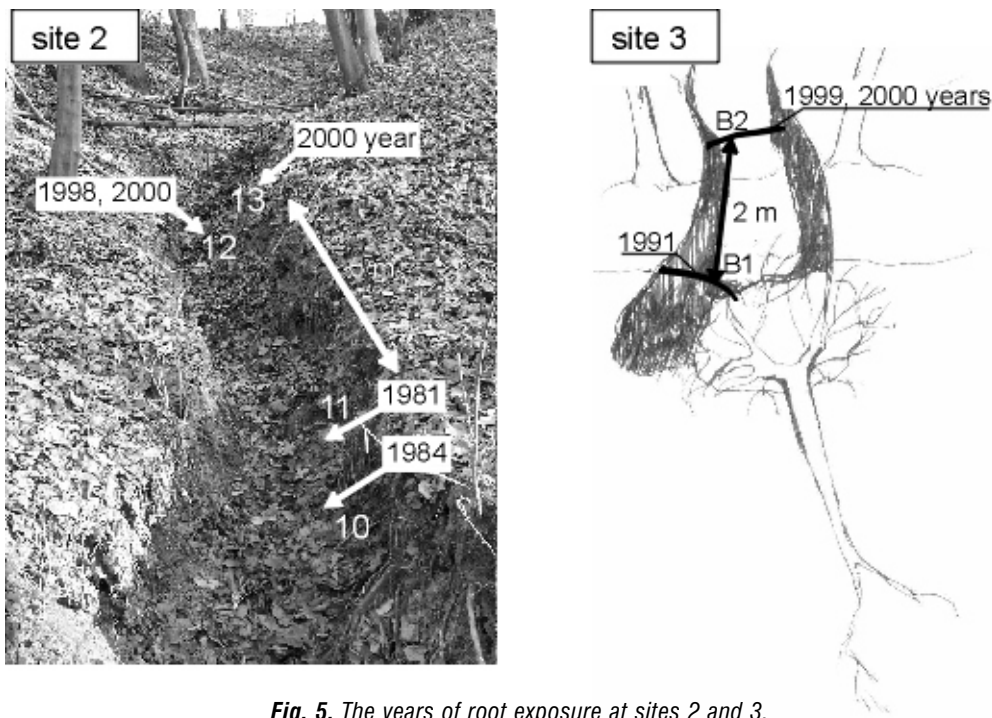 site 2
2000 year
1998, 2000
13
12
m
1981
11
1984
10
site 3
1999, 2000 years
B2
2 m
1991
B1
Fig. 5. The years of root exposure at sites 2 and 3.